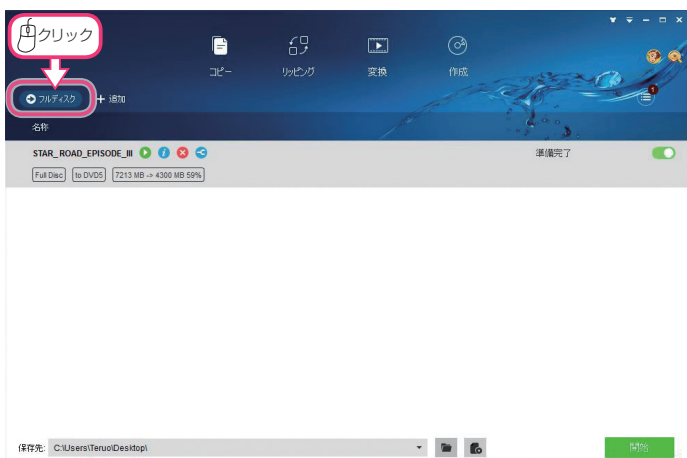 クリック
コピー
リッピング
変換
作成
フルディスク
追加
1
名称
STAR_ROAD_EPISODE_III
準備完了
Full Disc
to DVD5
7213 MB -> 4300 MB 59%
保存先:
C:\Users\Teruo\Desktop\
開始